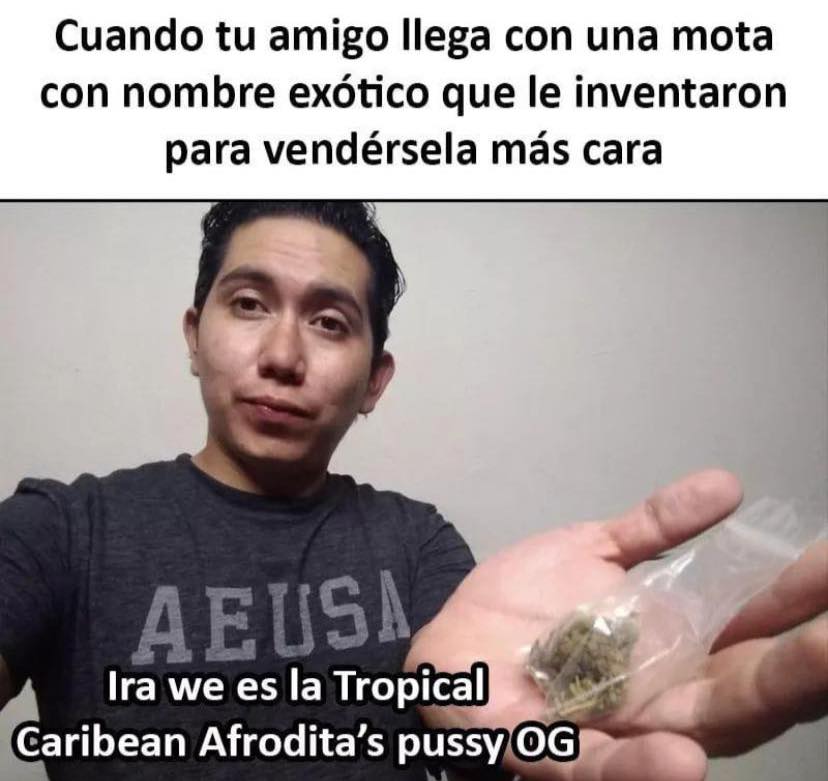 Cuando tu amigo llega con una mota
con nombre exótico que le inventaron
para vendérsela más cara
AEUSA
Ira we es la Tropical
Caribean Afrodita's pussy OG